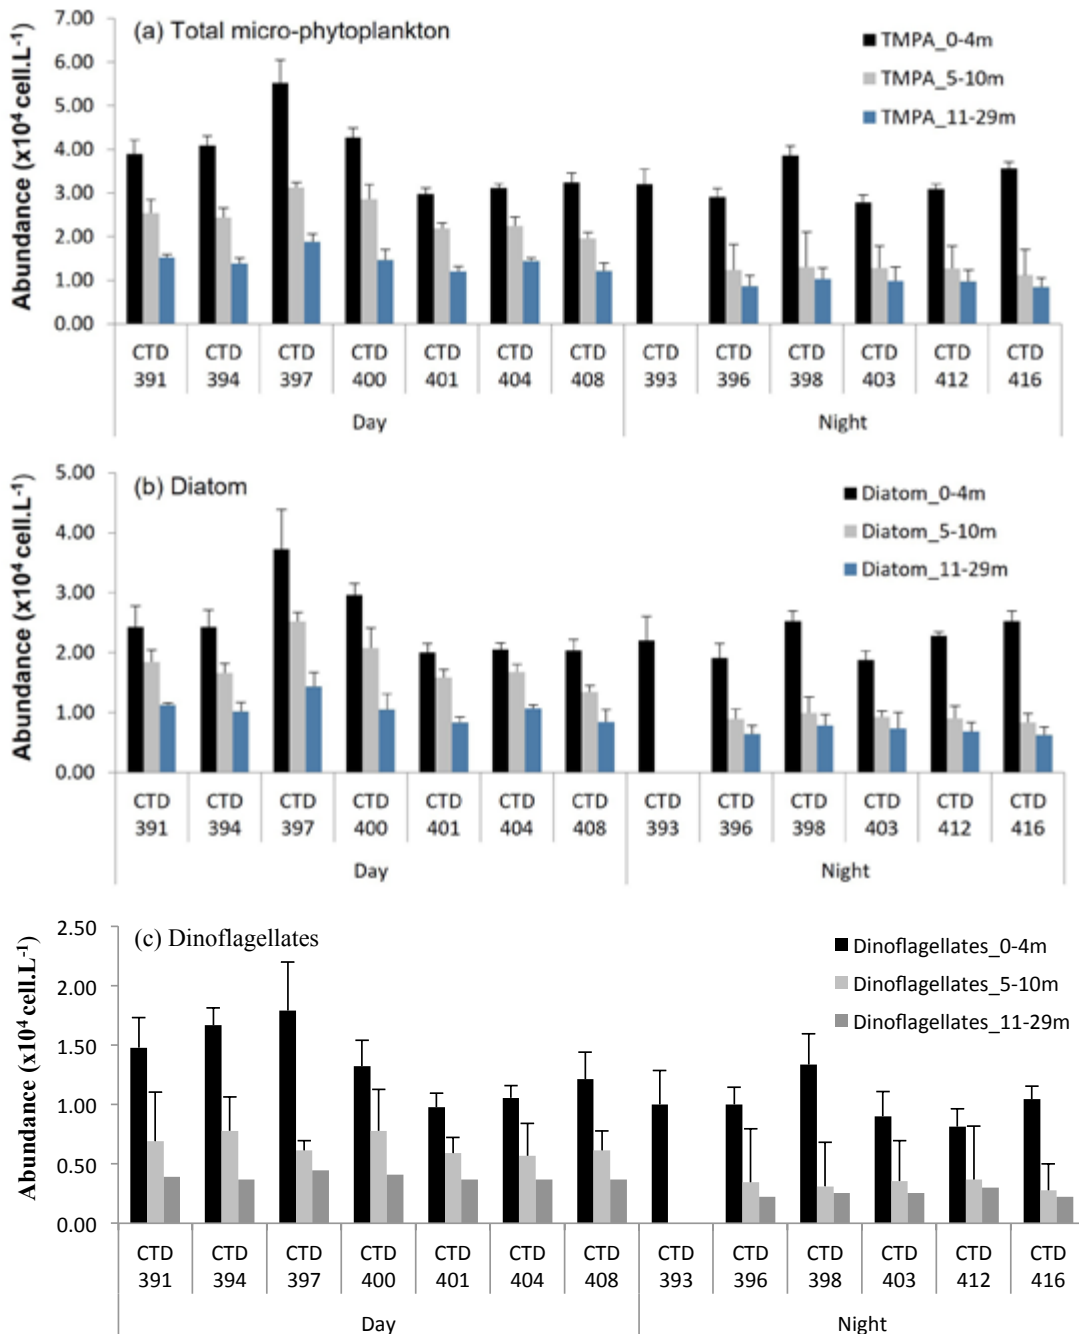 (a) Total micro-phytoplankton
Abundance (x10⁴ cell.L⁻¹)
7.00
6.00
5.00
4.00
3.00
2.00
1.00
0.00
TMPA_0-4m
TMPA_5-10m
TMPA_11-29m
CTD CTD CTD CTD CTD CTD CTD CTD CTD CTD CTD CTD CTD
391 394 397 400 401 404 408 393 396 398 403 412 416
Day Night
(b) Diatom
Abundance (x10⁴ cell.L⁻¹)
5.00
4.00
3.00
2.00
1.00
0.00
Diatom_0-4m
Diatom_5-10m
Diatom_11-29m
CTD CTD CTD CTD CTD CTD CTD CTD CTD CTD CTD CTD CTD
391 394 397 400 401 404 408 393 396 398 403 412 416
Day Night
(c) Dinoflagellates
Abundance (x10⁴ cell.L⁻¹)
2.50
2.00
1.50
1.00
0.50
0.00
Dinoflagellates_0-4m
Dinoflagellates_5-10m
Dinoflagellates_11-29m
CTD CTD CTD CTD CTD CTD CTD CTD CTD CTD CTD CTD CTD
391 394 397 400 401 404 408 393 396 398 403 412 416
Day Night